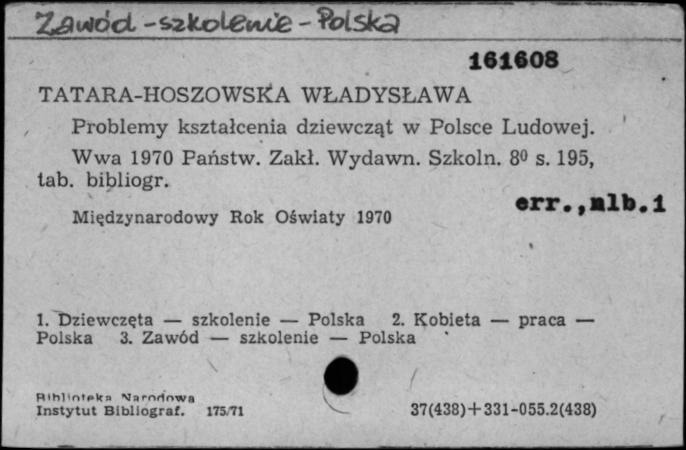 Zawód - szkolenie - Polska
161608
TATARA-HOSZOWSKA WŁADYSŁAWA
Problemy kształcenia dziewcząt w Polsce Ludowej.
Wwa 1970 Państw. Zakł. Wydawn. Szkoln. 8⁰ s. 195,
tab. bibliogr.
err.,nlb.1
Międzynarodowy Rok Oświaty 1970
1. Dziewczęta — szkolenie — Polska 2. Kobieta — praca —
Polska 3. Zawód — szkolenie — Polska
Biblioteka Narodowa
Instytut Bibliograf. 175/71
37(438)+331-055.2(438)